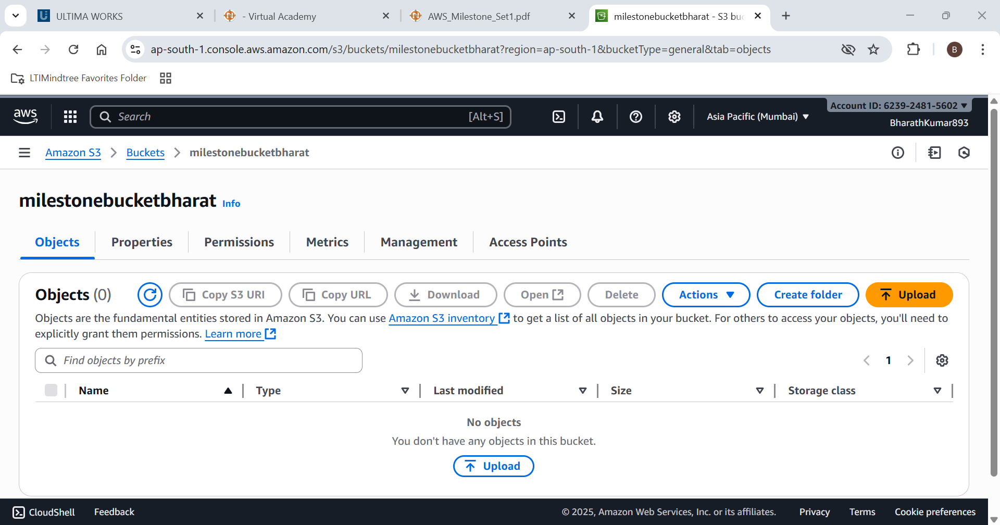 ULTIMA WORKS
- Virtual Academy
AWS_Milestone_Set1.pdf
milestonebucketbharat - S3 buc
ap-south-1.console.aws.amazon.com/s3/buckets/milestonebucketbharat?region=ap-south-1&bucketType=general&tab=objects
B
LTIMindtree Favorites Folder
aws
Search
[Alt+S]
Asia Pacific (Mumbai)
Account ID: 6239-2481-5602
BharathKumar893
Amazon S3
Buckets
milestonebucketbharat
milestonebucketbharat Info
Objects
Properties
Permissions
Metrics
Management
Access Points
Objects (0)
Copy S3 URI
Copy URL
Download
Open
Delete
Actions
Create folder
Upload
Objects are the fundamental entities stored in Amazon S3. You can use Amazon S3 inventory to get a list of all objects in your bucket. For others to access your objects, you'll need to
explicitly grant them permissions. Learn more
Find objects by prefix
1
Name
Type
Last modified
Size
Storage class
No objects
You don't have any objects in this bucket.
Upload
CloudShell
Feedback
© 2025, Amazon Web Services, Inc. or its affiliates.
Privacy
Terms
Cookie preferences